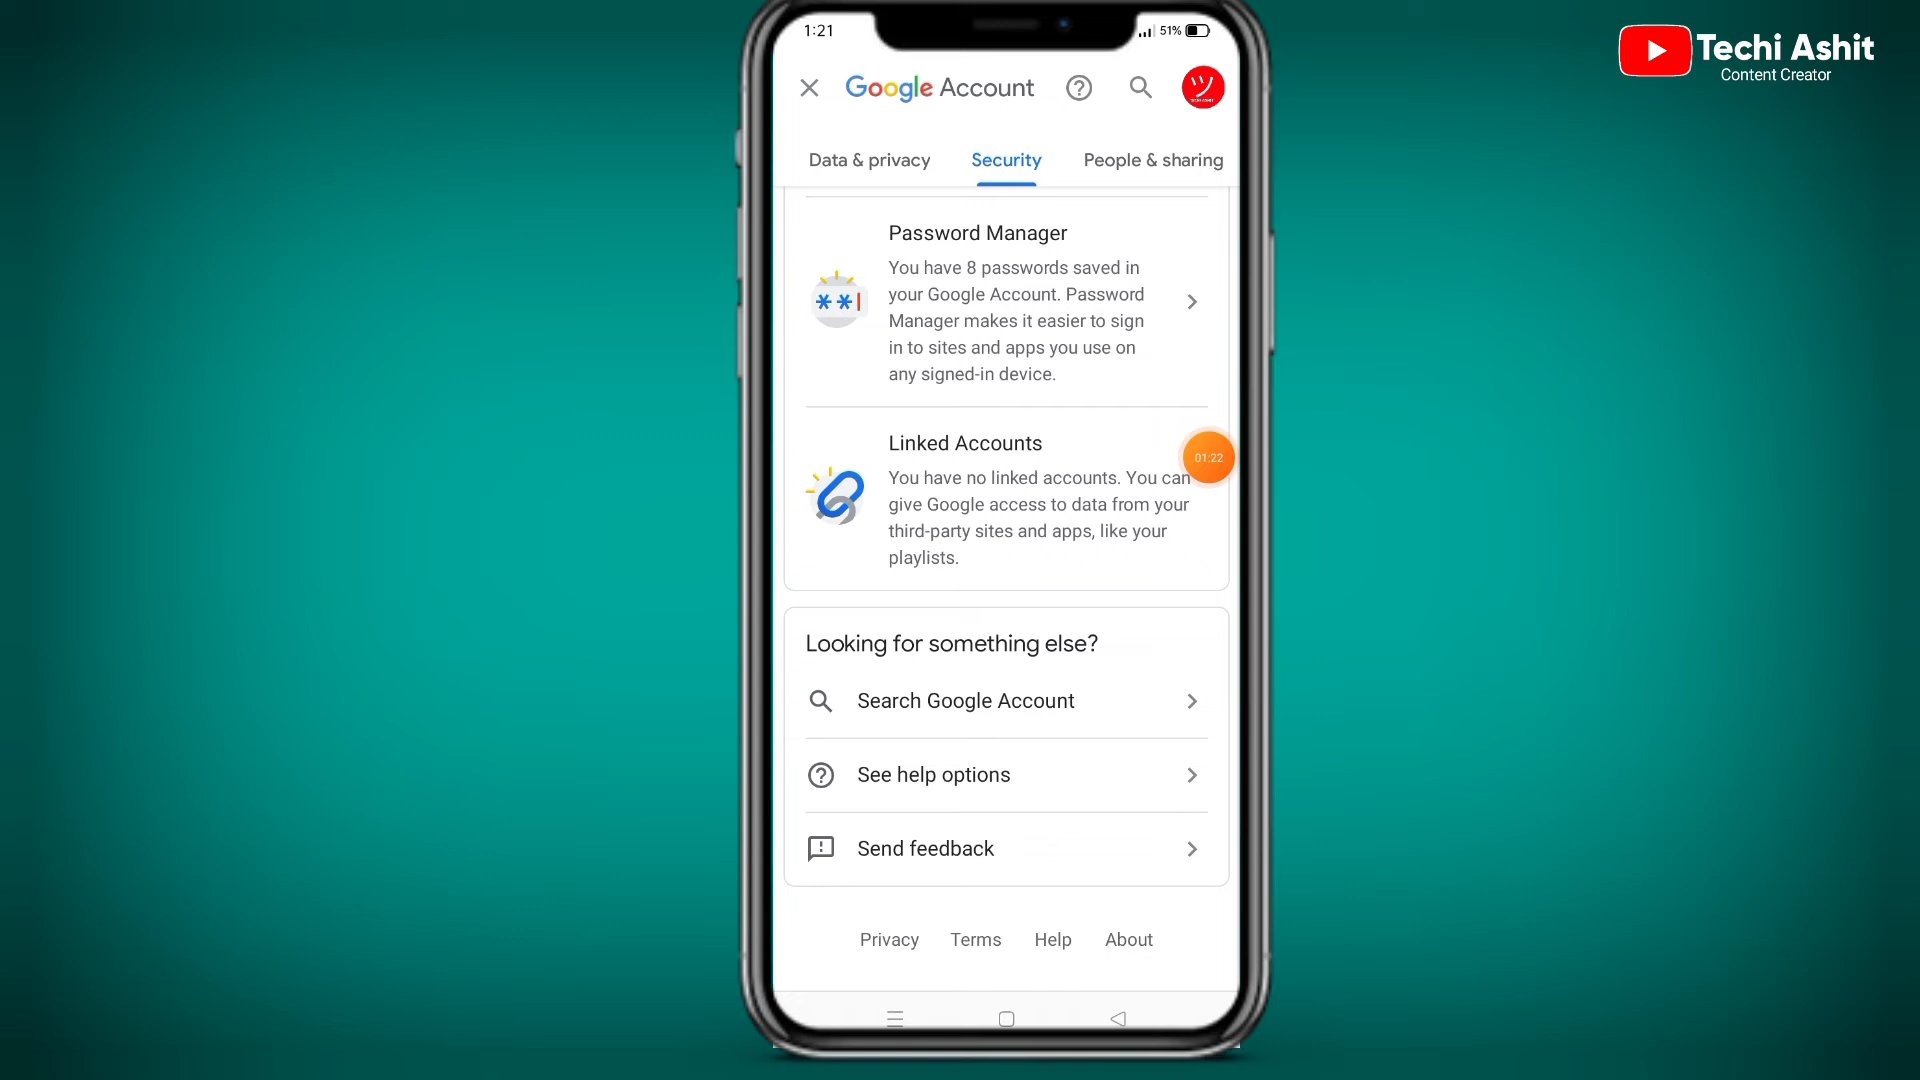 1:21
51%
Techi Ashit
Content Creator
Google Account
Data & privacy
Security
People & sharing
Password Manager
You have 8 passwords saved in
your Google Account. Password
Manager makes it easier to sign
in to sites and apps you use on
any signed-in device.
Linked Accounts
01:22
You have no linked accounts. You can
give Google access to data from your
third-party sites and apps, like your
playlists.
Looking for something else?
Search Google Account
See help options
Send feedback
Privacy
Terms
Help
About